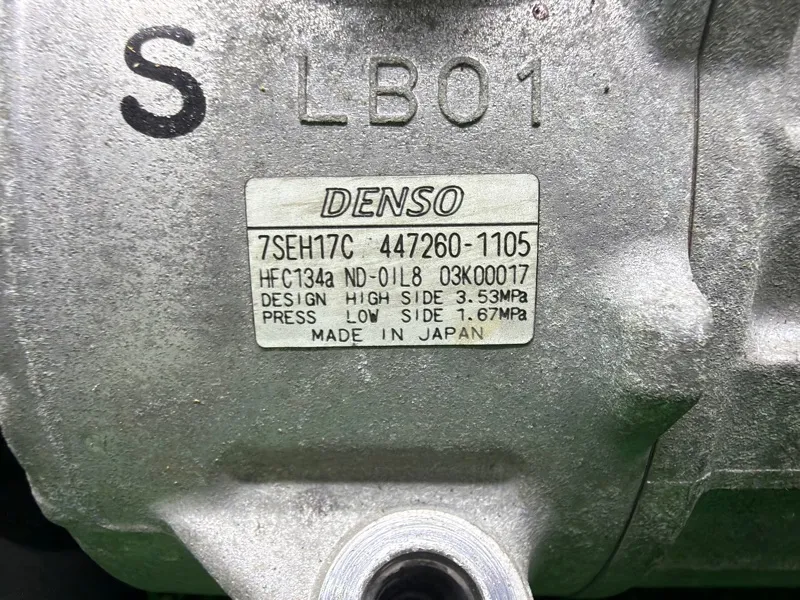 S LB01
DENSO
7SEH17C 447260-1105
HFC134a ND-OIL8 03K00017
DESIGN HIGH SIDE 3.53MPa
PRESS LOW SIDE 1.67MPa
MADE IN JAPAN